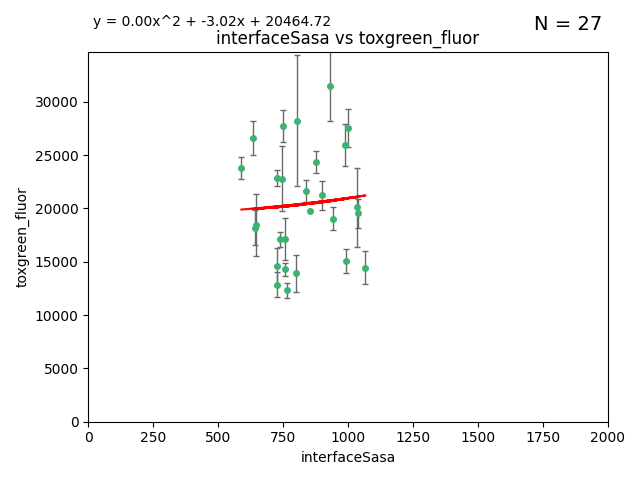 y = 0.00x^2 + -3.02x + 20464.72
N = 27
interfaceSasa vs toxgreen_fluor
30000
25000
20000
15000
10000
5000
0
toxgreen_fluor
0 250 500 750 1000 1250 1500 1750 2000
interfaceSasa